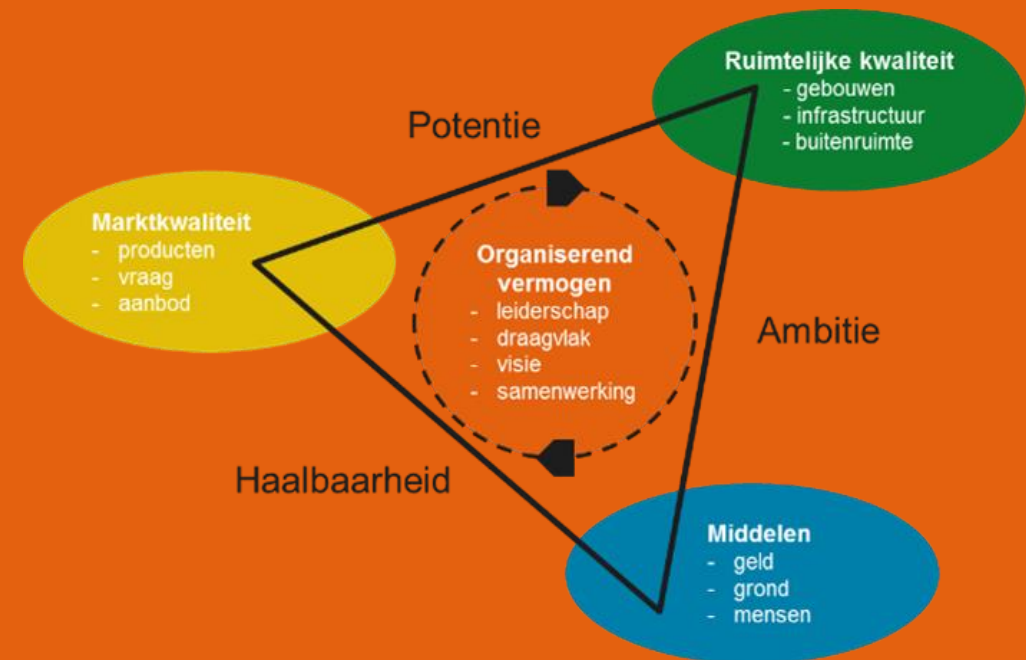 Ruimtelijke kwaliteit
- gebouwen
- infrastructuur
- buitenruimte
Potentie
Marktkwaliteit
- producten
- vraag
- aanbod
Organiserend
vermogen
- leiderschap
- draagvlak
- visie
- samenwerking
Ambitie
Haalbaarheid
Middelen
- geld
- grond
- mensen